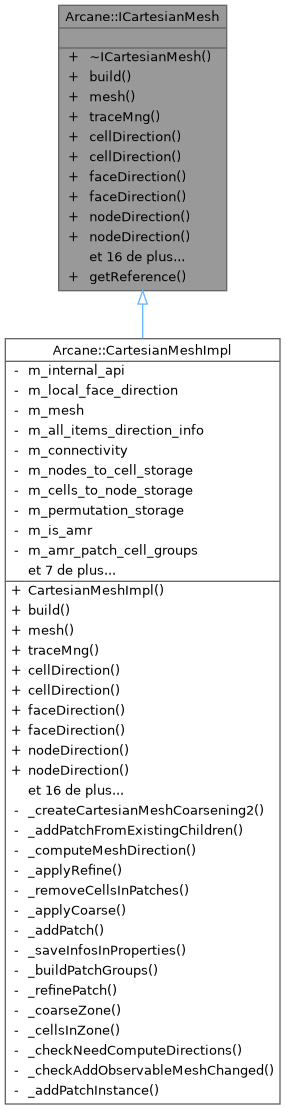 Arcane::ICartesianMesh
+ ~ICartesianMesh()
+ build()
+ mesh()
+ traceMng()
+ cellDirection()
+ cellDirection()
+ faceDirection()
+ faceDirection()
+ nodeDirection()
+ nodeDirection()
et 16 de plus...
+ getReference()
Arcane::CartesianMeshImpl
- m_internal_api
- m_local_face_direction
- m_mesh
- m_all_items_direction_info
- m_connectivity
- m_nodes_to_cell_storage
- m_cells_to_node_storage
- m_permutation_storage
- m_is_amr
- m_amr_patch_cell_groups
et 7 de plus...
+ CartesianMeshImpl()
+ build()
+ mesh()
+ traceMng()
+ cellDirection()
+ cellDirection()
+ faceDirection()
+ faceDirection()
+ nodeDirection()
+ nodeDirection()
et 16 de plus...
- _createCartesianMeshCoarsening2()
- _addPatchFromExistingChildren()
- _computeMeshDirection()
- _applyRefine()
- _removeCellsInPatches()
- _applyCoarse()
- _addPatch()
- _saveInfosInProperties()
- _buildPatchGroups()
- _refinePatch()
- _coarseZone()
- _cellsInZone()
- _checkNeedComputeDirections()
- _checkAddObservableMeshChanged()
- _addPatchInstance()